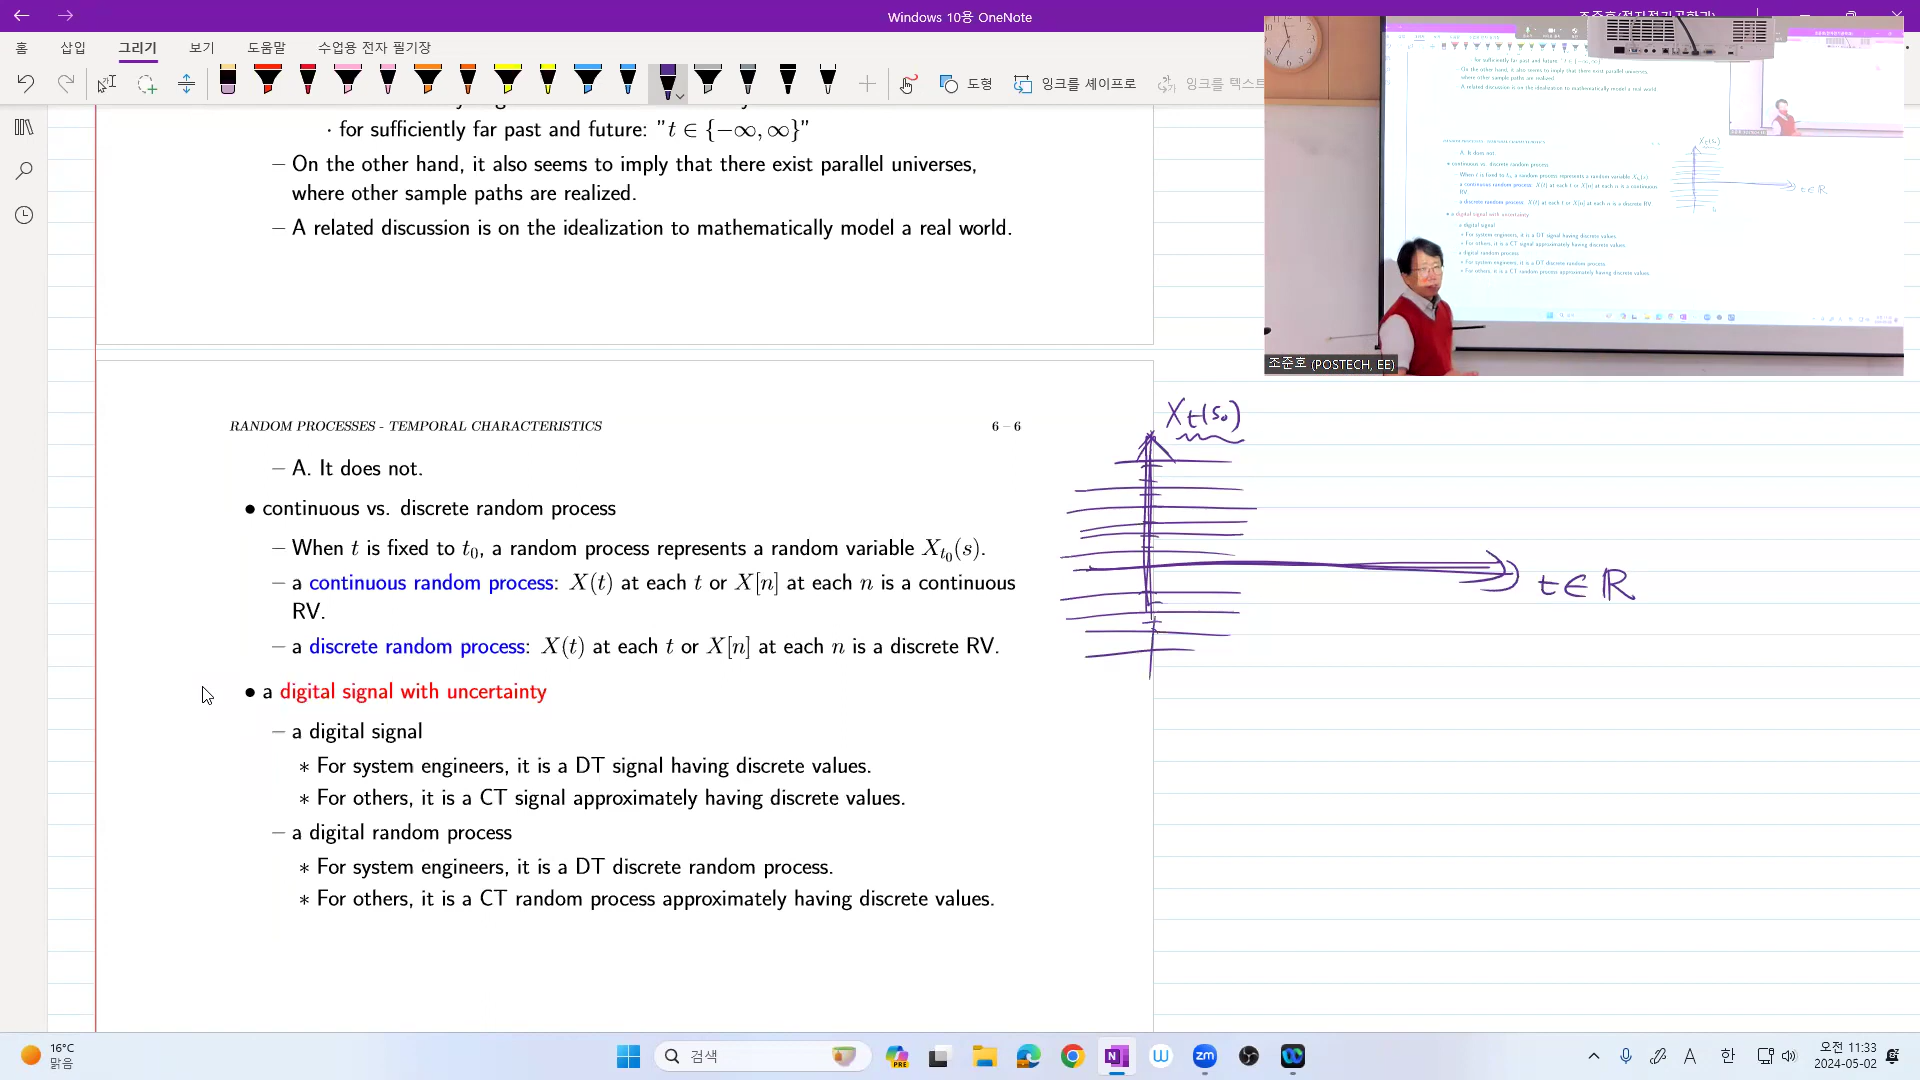 Windows 10용 OneNote
홈 삽입 그리기 보기 도움말 수업용 전자 필기장
도형 잉크를 셰이프로 잉크를 텍스트
· for sufficiently far past and future: "t ∈ {−∞, ∞}"
– On the other hand, it also seems to imply that there exist parallel universes,
where other sample paths are realized.
– A related discussion is on the idealization to mathematically model a real world.
조준호 (POSTECH, EE)
RANDOM PROCESSES - TEMPORAL CHARACTERISTICS 6 – 6
– A. It does not.
• continuous vs. discrete random process
– When t is fixed to t₀, a random process represents a random variable X_{t₀}(s).
– a continuous random process: X(t) at each t or X[n] at each n is a continuous
RV.
– a discrete random process: X(t) at each t or X[n] at each n is a discrete RV.
• a digital signal with uncertainty
– a digital signal
∗ For system engineers, it is a DT signal having discrete values.
∗ For others, it is a CT signal approximately having discrete values.
– a digital random process
∗ For system engineers, it is a DT discrete random process.
∗ For others, it is a CT random process approximately having discrete values.
X_t(s₀)
t ∈ ℝ
16°C
맑음
검색
PRE
zm
A 한
오전 11:33
2024-05-02